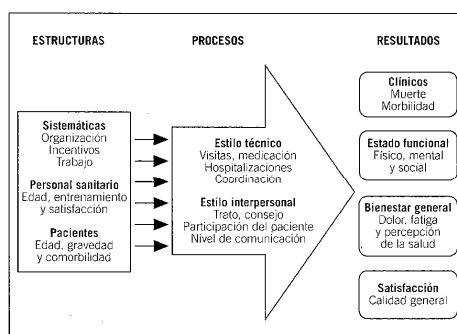 ESTRUCTURAS
PROCESOS
RESULTADOS
Sistemáticas
Organización
Incentivos
Trabajo
Personal sanitario
Edad, entrenamiento
y satisfacción
Pacientes
Edad, gravedad
y comorbilidad
Estilo técnico
Visitas, medicación
Hospitalizaciones
Coordinación
Estilo interpersonal
Trato, consejo
Participación del paciente
Nivel de comunicación
Clínicos
Muerte
Morbilidad
Estado funcional
Físico, mental
y social
Bienestar general
Dolor, fatiga
y percepción
de la salud
Satisfacción
Calidad general